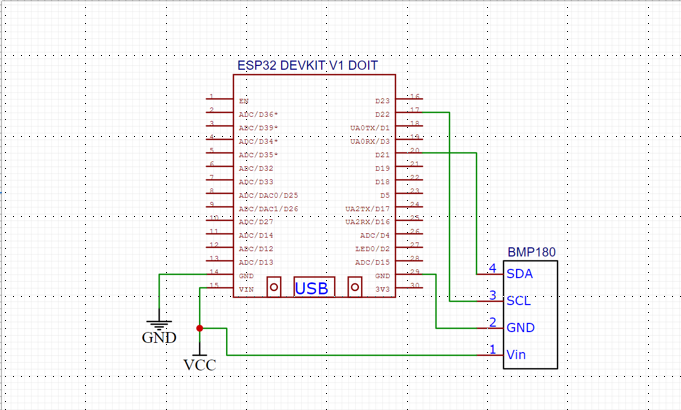 ESP32 DEVKIT V1 DOIT
1 EN D23 16
2 ADC/D36* D22 17
3 ADC/D39* UA0TX/D1 18
4 ADC/D34* UA0RX/D3 19
5 ADC/D35* D21 20
6 ADC/D32 D19 21
7 ADC/D33 D18 22
8 ADC/DAC0/D25 D5 23
9 ADC/DAC1/D26 UA2TX/D17 24
10 ADC/D27 UA2RX/D16 25
11 ADC/D14 ADC/D4 26
12 ADC/D12 LED0/D2 27
13 ADC/D13 ADC/D15 28
14 GND GND 29
15 VIN USB 3V3 30
BMP180
4 SDA
3 SCL
2 GND
1 Vin
GND
VCC